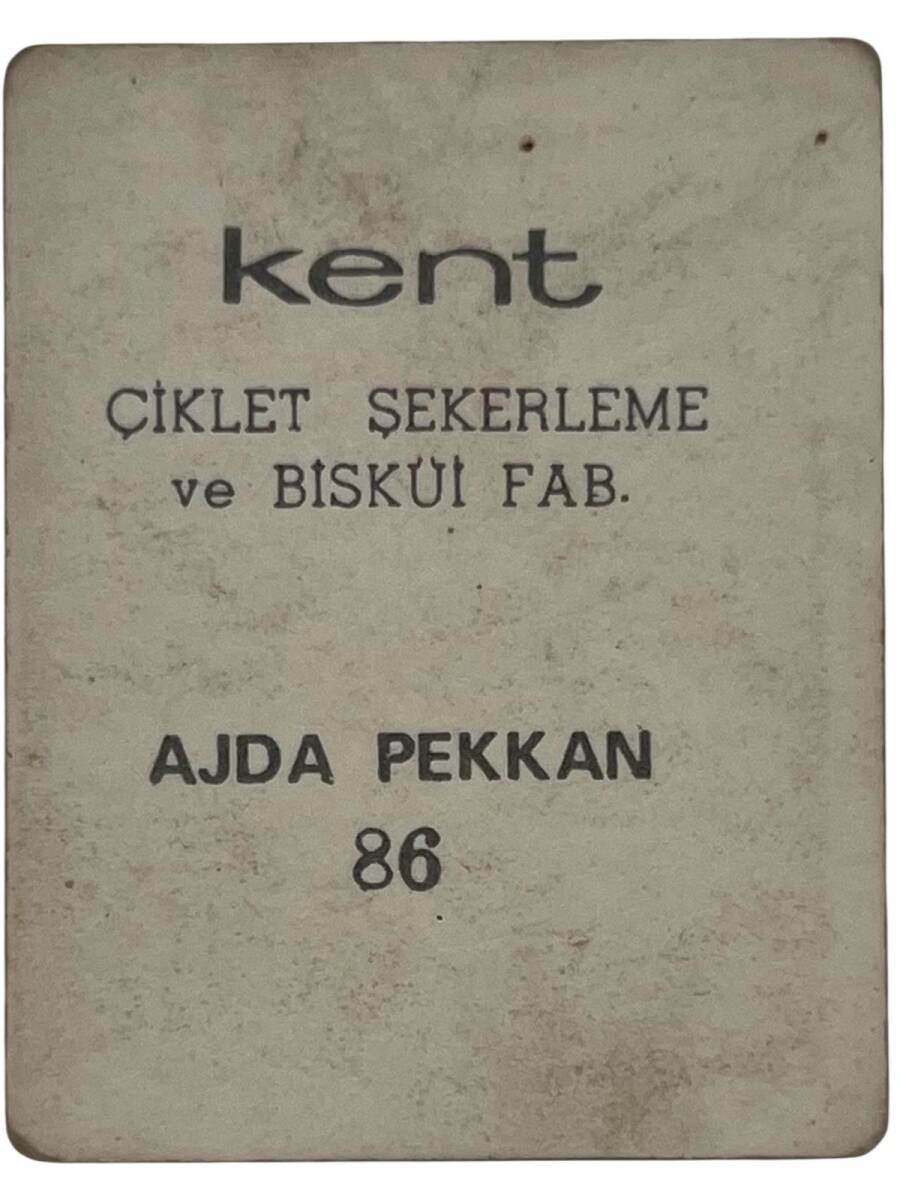 kent
ÇİKLET ŞEKERLEME
ve BİSKÜİ FAB.
AJDA PEKKAN
86